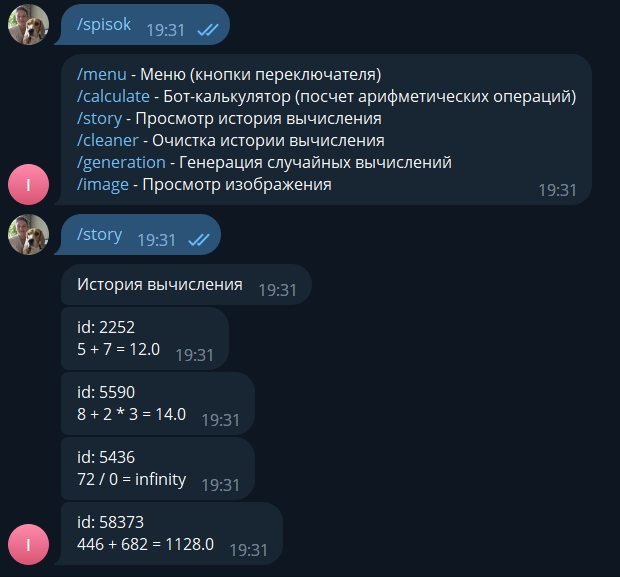 /spisok 19:31
/menu - Меню (кнопки переключателя)
/calculate - Бот-калькулятор (посчет арифметических операций)
/story - Просмотр история вычисления
/cleaner - Очистка истории вычисления
/generation - Генерация случайных вычислений
/image - Просмотр изображения
19:31
I
/story 19:31
История вычисления 19:31
id: 2252
5 + 7 = 12.0 19:31
id: 5590
8 + 2 * 3 = 14.0 19:31
id: 5436
72 / 0 = infinity 19:31
id: 58373
446 + 682 = 1128.0 19:31
I